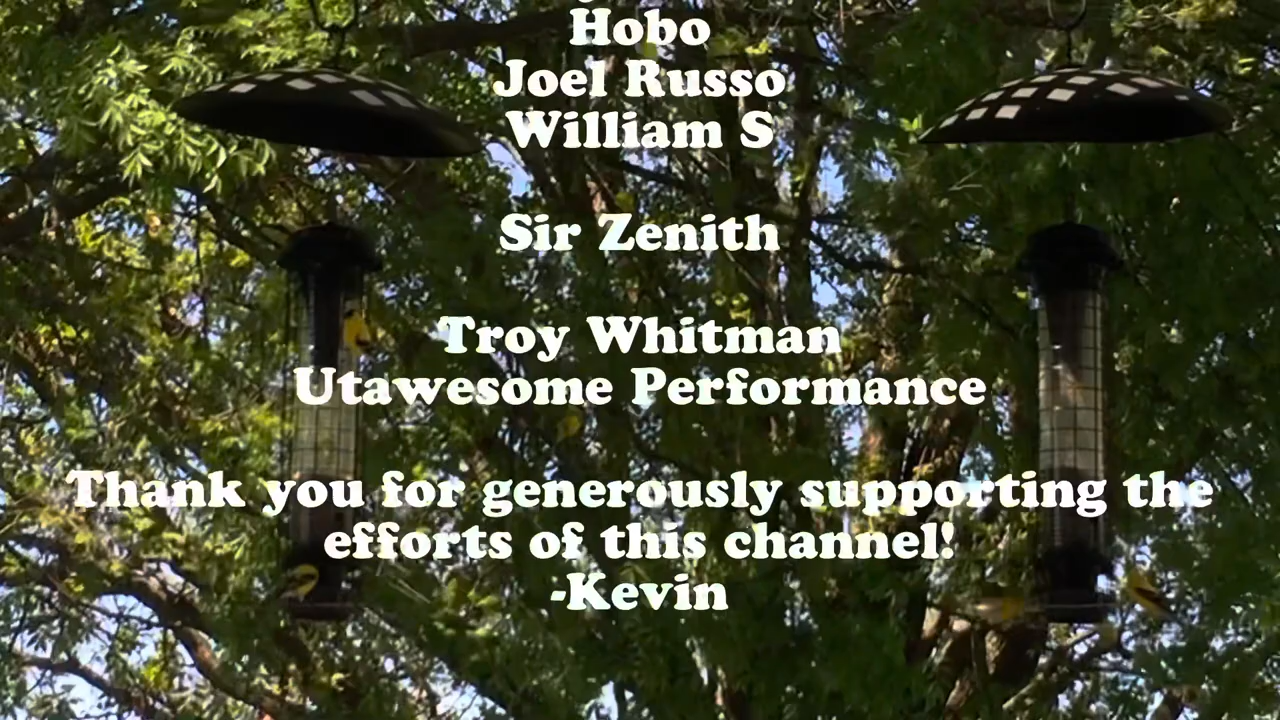 Hobo
Joel Russo
William S
Sir Zenith
Troy Whitman
Utawesome Performance
Thank you for generously supporting the
efforts of this channel!
-Kevin